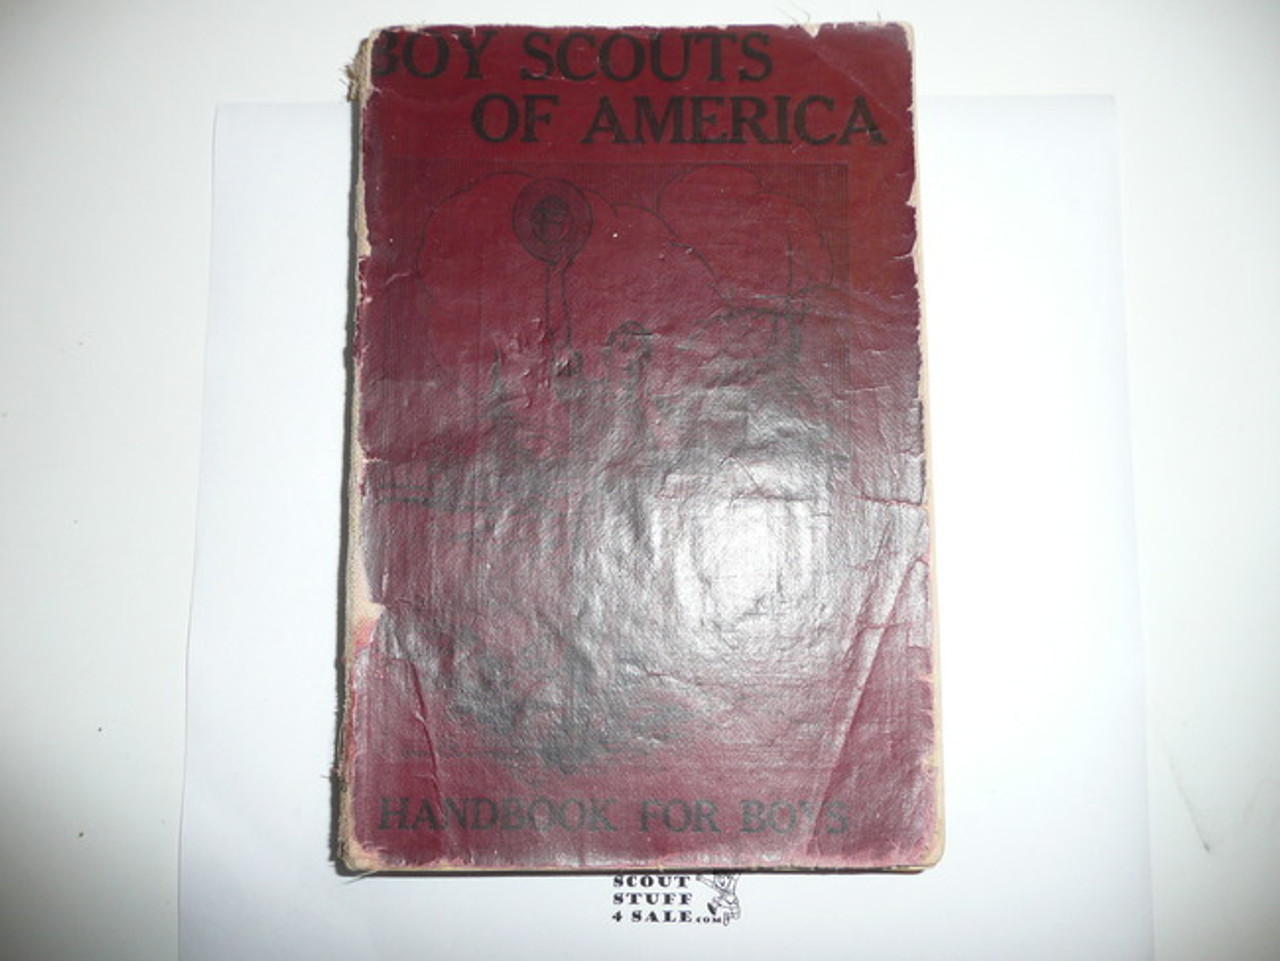 BOY SCOUTS
OF AMERICA
HANDBOOK FOR BOYS
SCOUT
STUFF
4 SALE.COM